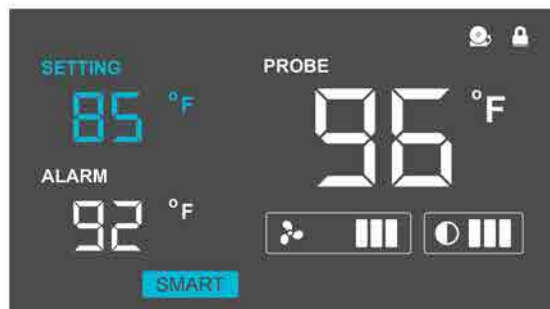 SETTING
85 °F
ALARM
92 °F
SMART
PROBE
96 °F